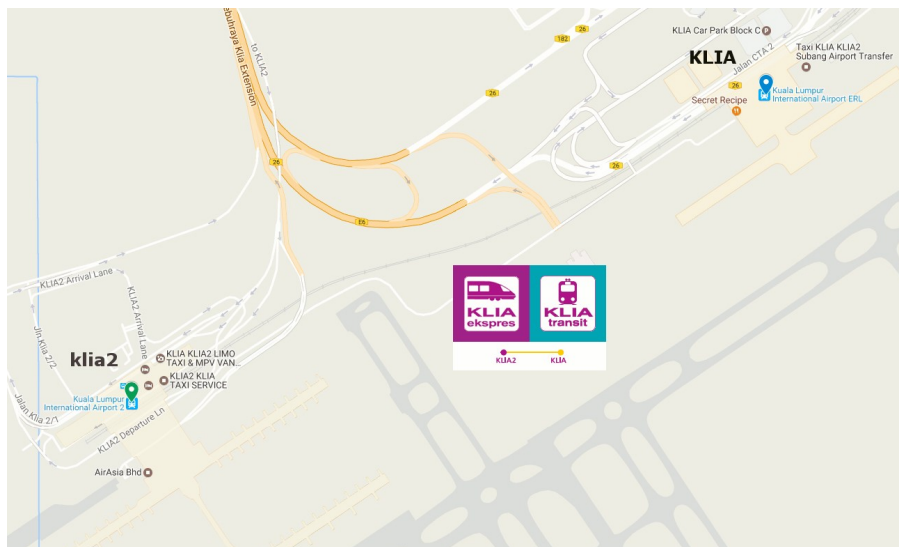 26
KLIA Car Park Block C
182
to KLIA2
KLIA
Jalan CTA 2
Taxi KLIA KLIA2
Subang Airport Transfer
ebuhraya Klia Extension
26
Kuala Lumpur
International Airport ERL
26
Secret Recipe
26
26
E6
KLIA2 Arrival Lane
KLIA2 Arrival Lane
KLIA
ekspres
KLIA
transit
KLIA2
KLIA
Jln Klia 2/2
klia2
KLIA KLIA2 LIMO
TAXI & MPV VAN...
KLIA2 KLIA
TAXI SERVICE
Kuala Lumpur
International Airport 2
Jalan Klia 2/1
KLIA2 Departure Ln
AirAsia Bhd